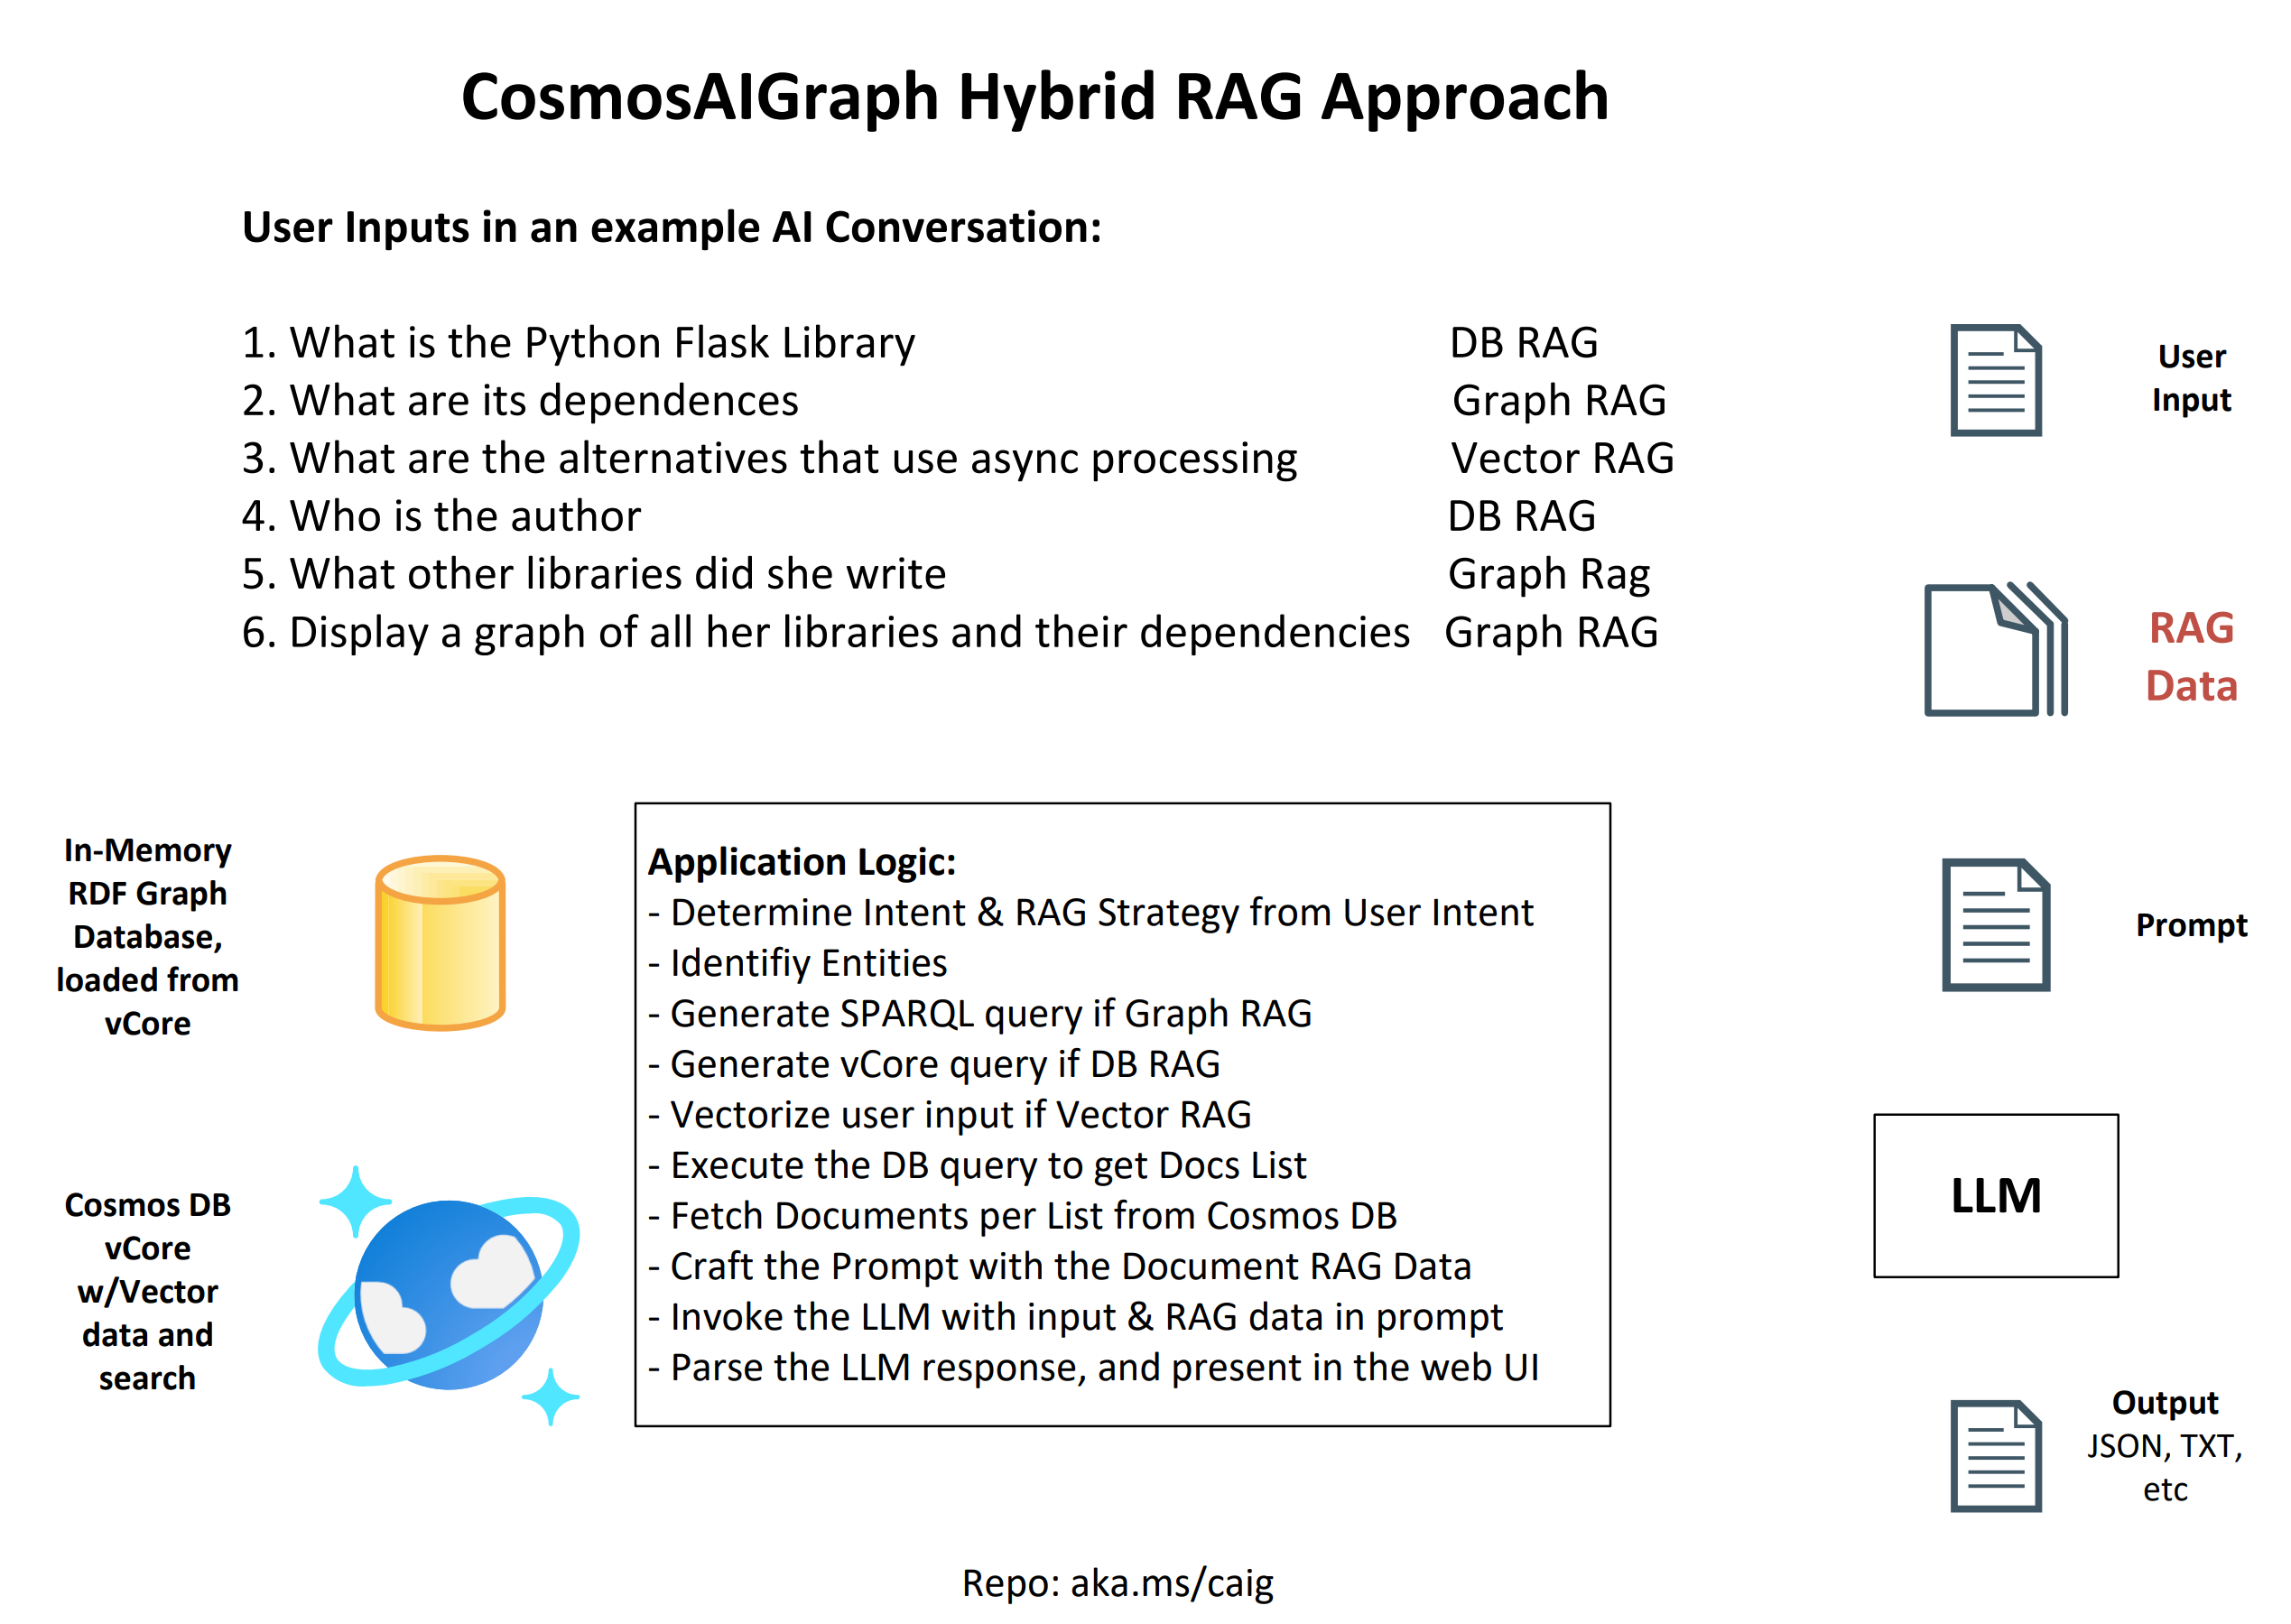 CosmosAIGraph Hybrid RAG Approach
User Inputs in an example AI Conversation:
1. What is the Python Flask Library DB RAG
2. What are its dependences Graph RAG
3. What are the alternatives that use async processing Vector RAG
4. Who is the author DB RAG
5. What other libraries did she write Graph Rag
6. Display a graph of all her libraries and their dependencies Graph RAG
User
Input
RAG
Data
In-Memory
RDF Graph
Database,
loaded from
vCore
Cosmos DB
vCore
w/Vector
data and
search
Application Logic:
- Determine Intent & RAG Strategy from User Intent
- Identifiy Entities
- Generate SPARQL query if Graph RAG
- Generate vCore query if DB RAG
- Vectorize user input if Vector RAG
- Execute the DB query to get Docs List
- Fetch Documents per List from Cosmos DB
- Craft the Prompt with the Document RAG Data
- Invoke the LLM with input & RAG data in prompt
- Parse the LLM response, and present in the web UI
Prompt
LLM
Output
JSON, TXT,
etc
Repo: aka.ms/caig